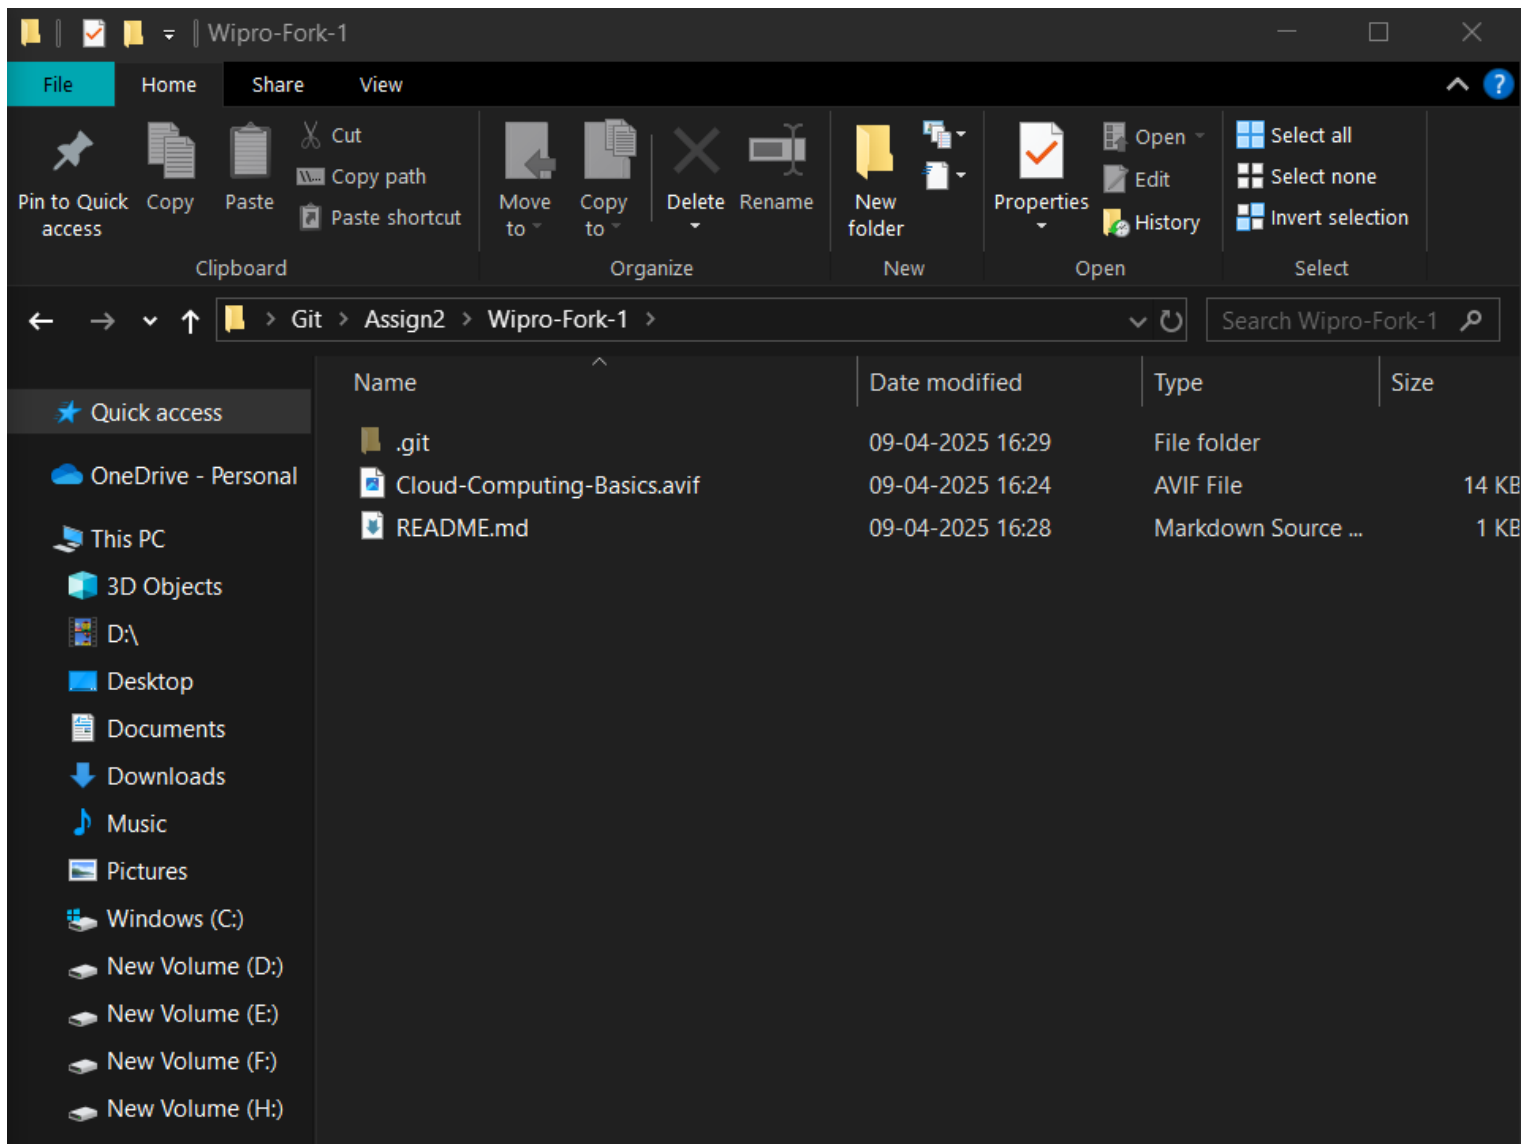 Wipro-Fork-1
File Home Share View
Pin to Quick access
Copy
Paste
Cut
Copy path
Paste shortcut
Clipboard
Move to
Copy to
Delete
Rename
Organize
New folder
New
Properties
Open
Edit
History
Open
Select all
Select none
Invert selection
Select
Git > Assign2 > Wipro-Fork-1 >
Search Wipro-Fork-1
Quick access
OneDrive - Personal
This PC
3D Objects
D:\
Desktop
Documents
Downloads
Music
Pictures
Windows (C:)
New Volume (D:)
New Volume (E:)
New Volume (F:)
New Volume (H:)
Name Date modified Type Size
.git 09-04-2025 16:29 File folder
Cloud-Computing-Basics.avif 09-04-2025 16:24 AVIF File 14 KB
README.md 09-04-2025 16:28 Markdown Source ... 1 KB